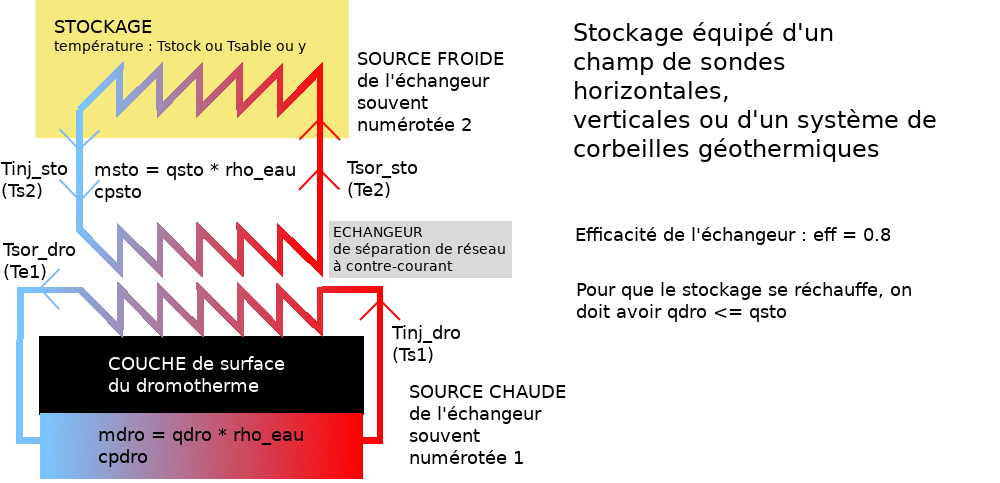 STOCKAGE
température : Tstock ou Tsable ou y
SOURCE FROIDE
de l'échangeur
souvent
numérotée 2
Stockage équipé d'un
champ de sondes
horizontales,
verticales ou d'un système de
corbeilles géothermiques
Tinj_sto
(Ts2)
msto = qsto * rho_eau
cpsto
Tsor_sto
(Te2)
Tsor_dro
(Te1)
ECHANGEUR
de séparation de réseau
à contre-courant
Efficacité de l'échangeur : eff = 0.8
Pour que le stockage se réchauffe, on
doit avoir qdro <= qsto
Tinj_dro
(Ts1)
COUCHE de surface
du dromotherme
SOURCE CHAUDE
de l'échangeur
souvent
numérotée 1
mdro = qdro * rho_eau
cpdro